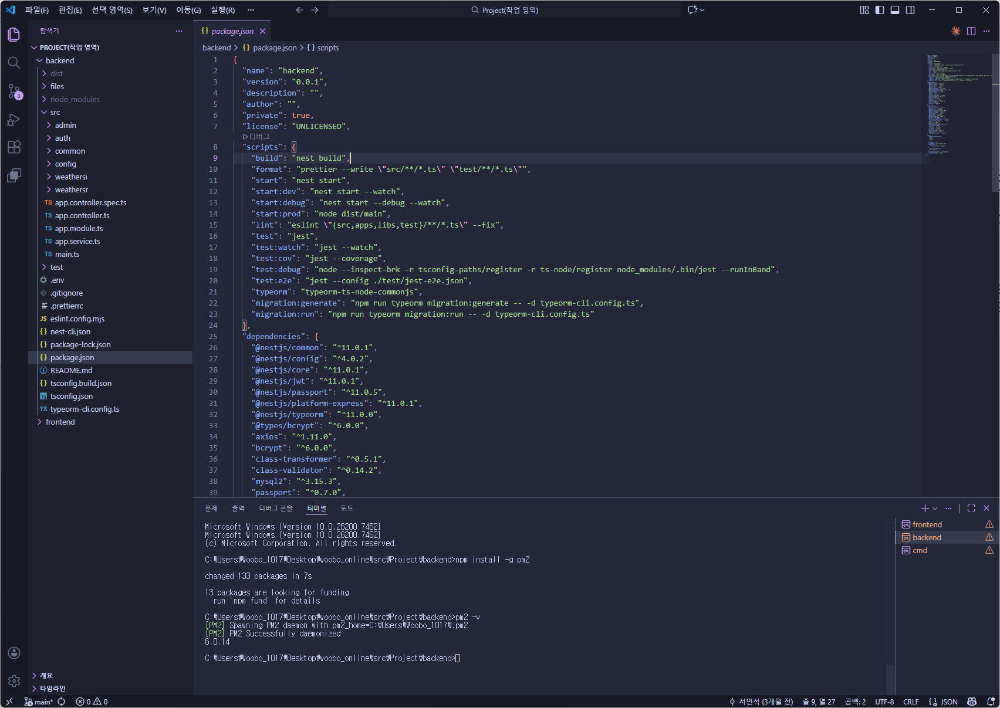 파일(F) 편집(E) 선택 영역(S) 보기(V) 이동(G) 실행(R) ···
Project(작업 영역)
탐색기
PROJECT(작업 영역)
backend
dist
files
node_modules
src
admin
auth
common
config
weathersi
weathersr
TS app.controller.spec.ts
TS app.controller.ts
TS app.module.ts
TS app.service.ts
TS main.ts
test
.env
.gitignore
.prettierrc
JS eslint.config.mjs
{} nest-cli.json
{} package-lock.json
{} package.json
README.md
{} tsconfig.build.json
TS tsconfig.json
TS typeorm-cli.config.ts
frontend
개요
타임라인
3
{} package.json
backend > {} package.json > {} scripts
1 {
2 "name": "backend",
3 "version": "0.0.1",
4 "description": "",
5 "author": "",
6 "private": true,
7 "license": "UNLICENSED",
디버그
8 "scripts": {
9 "build": "nest build",
10 "format": "prettier --write \"src/**/*.ts\" \"test/**/*.ts\"",
11 "start": "nest start",
12 "start:dev": "nest start --watch",
13 "start:debug": "nest start --debug --watch",
14 "start:prod": "node dist/main",
15 "lint": "eslint \"{src,apps,libs,test}/**/*.ts\" --fix",
16 "test": "jest",
17 "test:watch": "jest --watch",
18 "test:cov": "jest --coverage",
19 "test:debug": "node --inspect-brk -r tsconfig-paths/register -r ts-node/register node_modules/.bin/jest --runInBand",
20 "test:e2e": "jest --config ./test/jest-e2e.json",
21 "typeorm": "typeorm-ts-node-commonjs",
22 "migration:generate": "npm run typeorm migration:generate -- -d typeorm-cli.config.ts",
23 "migration:run": "npm run typeorm migration:run -- -d typeorm-cli.config.ts"
24 },
25 "dependencies": {
26 "@nestjs/common": "^11.0.1",
27 "@nestjs/config": "^4.0.2",
28 "@nestjs/core": "^11.0.1",
29 "@nestjs/jwt": "^11.0.1",
30 "@nestjs/passport": "^11.0.5",
31 "@nestjs/platform-express": "^11.0.1",
32 "@nestjs/typeorm": "^11.0.0",
33 "@types/bcrypt": "^6.0.0",
34 "axios": "^1.11.0",
35 "bcrypt": "^6.0.0",
36 "class-transformer": "^0.5.1",
37 "class-validator": "^0.14.2",
38 "mysql2": "^3.15.3",
39 "passport": "^0.7.0",
문제 출력 디버그 콘솔 터미널 포트
Microsoft Windows [Version 10.0.26200.7462]
Microsoft Windows [Version 10.0.26200.7462]
(c) Microsoft Corporation. All rights reserved.
C:\Users\Woobo_1017\Desktop\woobo_online\src\Project\backend>npm install -g pm2
changed 133 packages in 7s
13 packages are looking for funding
run `npm fund` for details
C:\Users\Woobo_1017\Desktop\woobo_online\src\Project\backend>pm2 -v
[PM2] Spawning PM2 daemon with pm2_home=C:\Users\Woobo_1017\.pm2
[PM2] PM2 Successfully daemonized
6.0.14
C:\Users\Woobo_1017\Desktop\woobo_online\src\Project\backend>
frontend
backend
cmd
main* 0 0 서인석 (3개월 전) 줄 9, 열 27 공백: 2 UTF-8 CRLF {} JSON